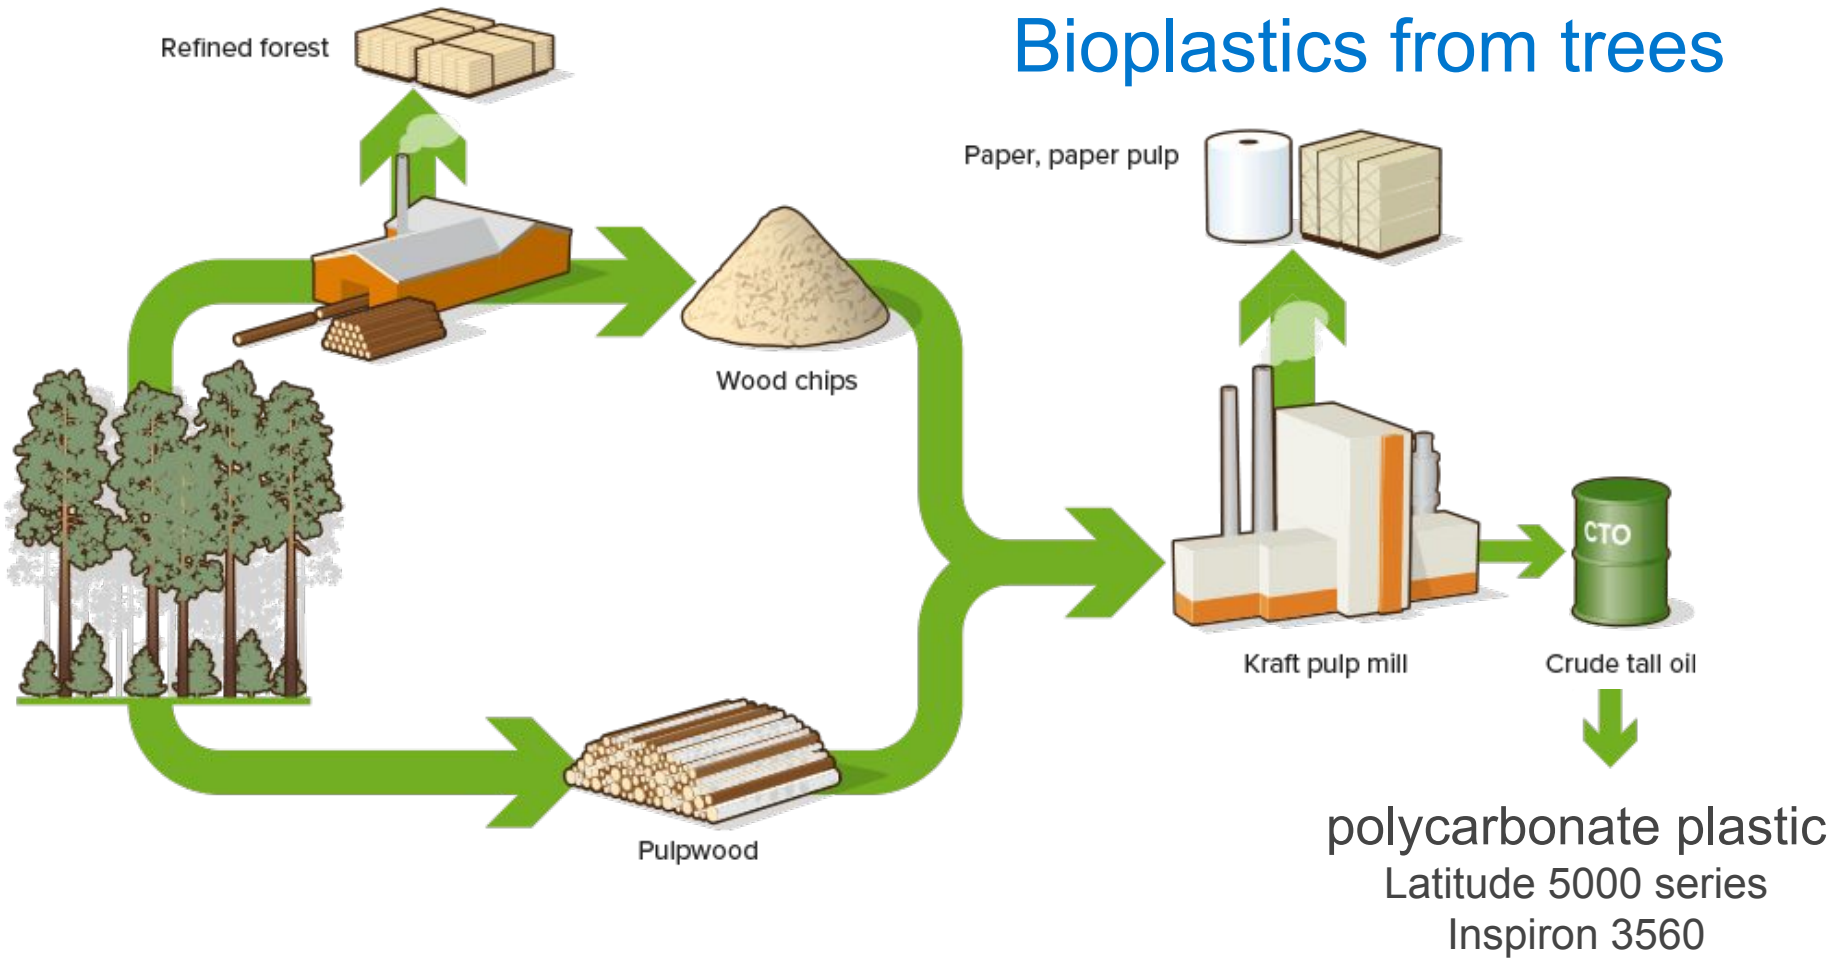 Bioplastics from trees
Refined forest
Paper, paper pulp
Wood chips
CTO
Kraft pulp mill
Crude tall oil
Pulpwood
polycarbonate plastic
Latitude 5000 series
Inspiron 3560